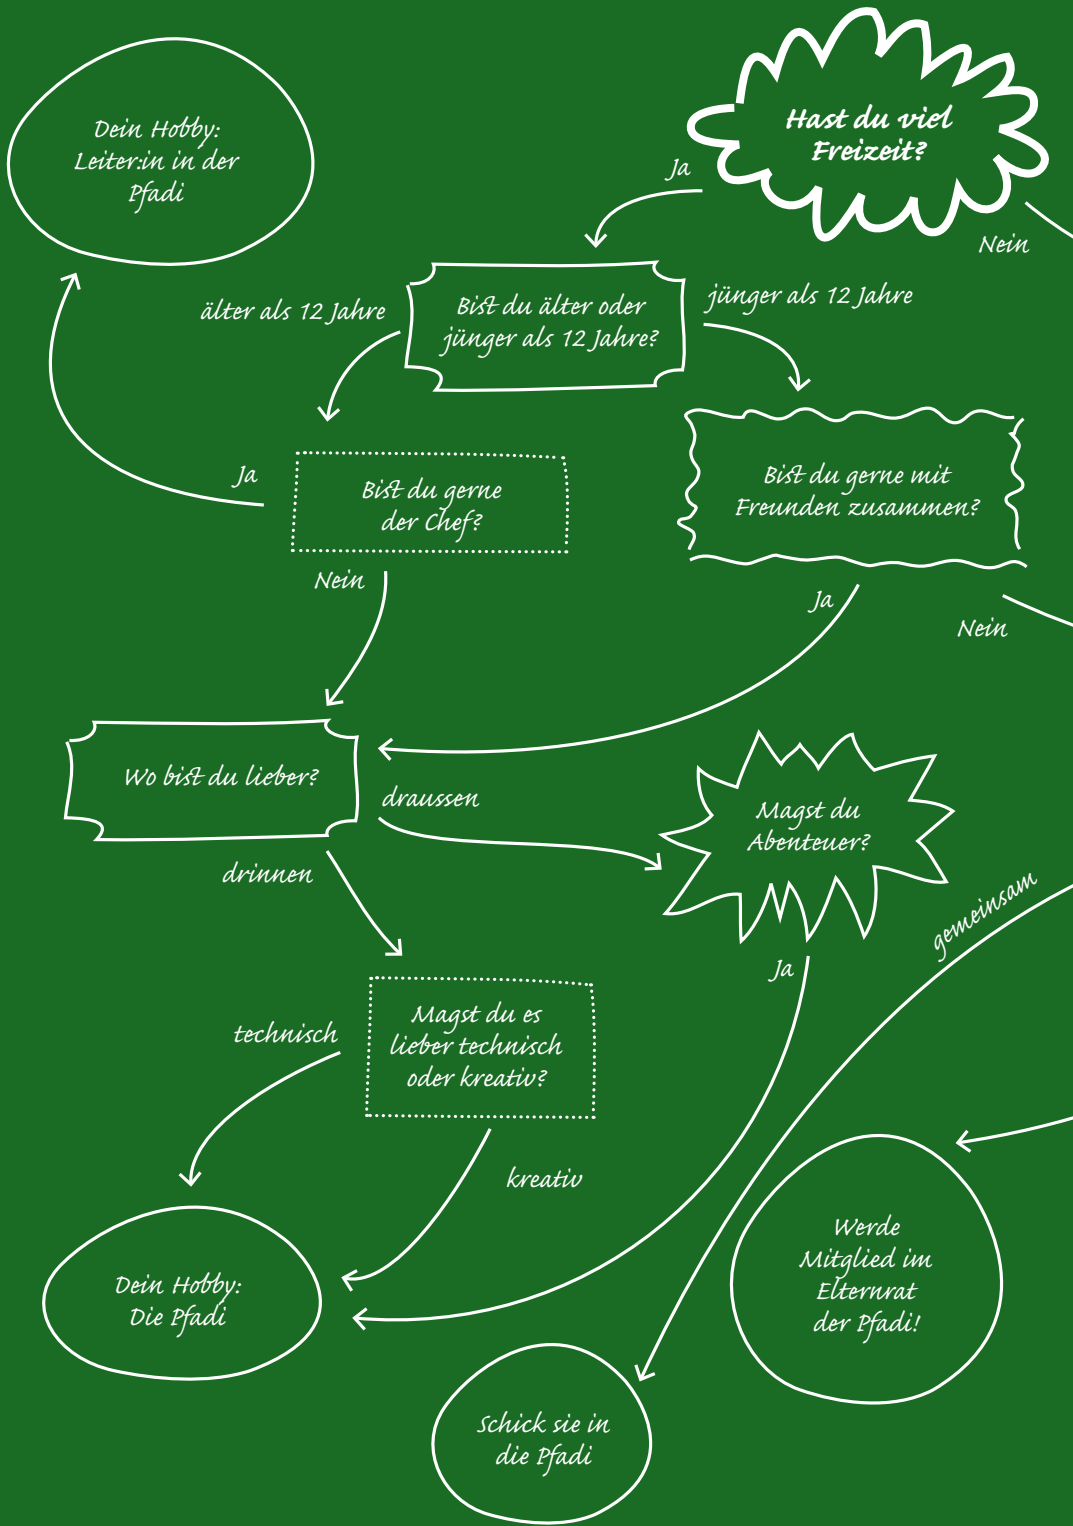 Hast du viel
Freizeit?
Ja
Nein
Dein Hobby:
Leiter:in in der
Pfadi
älter als 12 Jahre
Bist du älter oder
jünger als 12 Jahre?
jünger als 12 Jahre
Ja
Bist du gerne
der Chef?
Bist du gerne mit
Freunden zusammen?
Nein
Ja
Nein
Wo bist du lieber?
draussen
Magst du
Abenteuer?
drinnen
gemeinsam
Ja
technisch
Magst du es
lieber technisch
oder kreativ?
kreativ
Werde
Mitglied im
Elternrat
der Pfadi!
Dein Hobby:
Die Pfadi
Schick sie in
die Pfadi